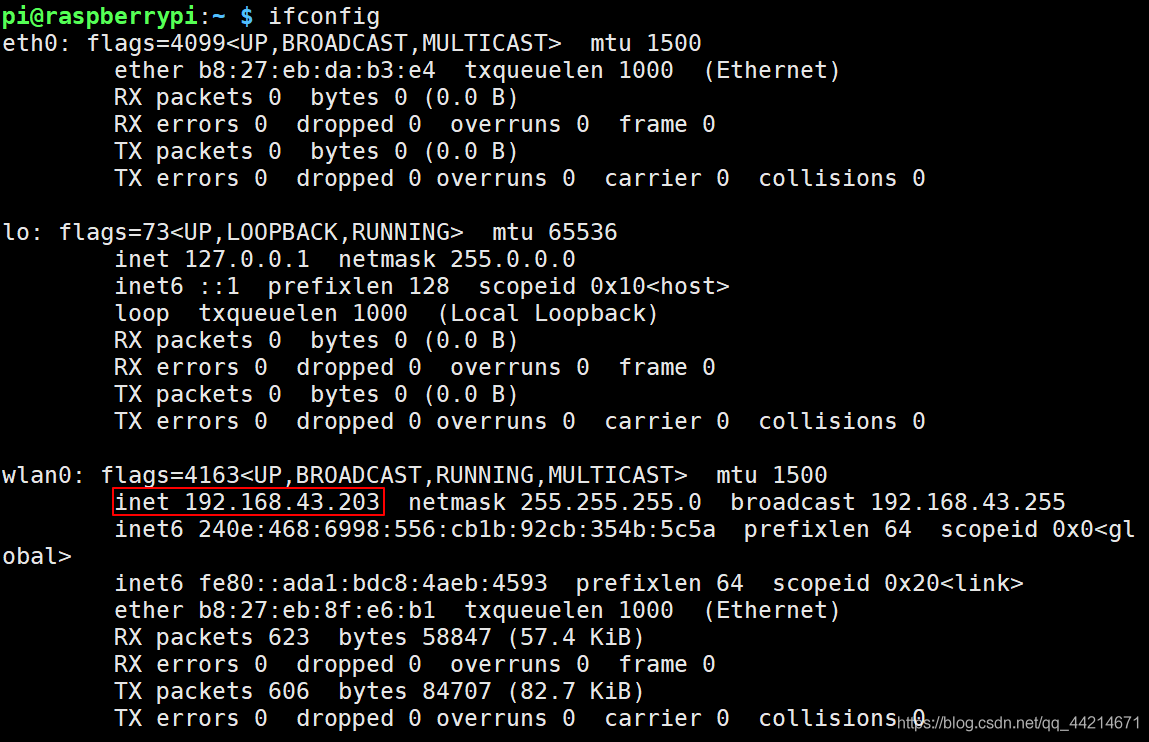 pi@raspberrypi:~ $ ifconfig
eth0: flags=4099<UP,BROADCAST,MULTICAST>  mtu 1500
        ether b8:27:eb:da:b3:e4  txqueuelen 1000  (Ethernet)
        RX packets 0  bytes 0 (0.0 B)
        RX errors 0  dropped 0  overruns 0  frame 0
        TX packets 0  bytes 0 (0.0 B)
        TX errors 0  dropped 0 overruns 0  carrier 0  collisions 0

lo: flags=73<UP,LOOPBACK,RUNNING>  mtu 65536
        inet 127.0.0.1  netmask 255.0.0.0
        inet6 ::1  prefixlen 128  scopeid 0x10<host>
        loop  txqueuelen 1000  (Local Loopback)
        RX packets 0  bytes 0 (0.0 B)
        RX errors 0  dropped 0  overruns 0  frame 0
        TX packets 0  bytes 0 (0.0 B)
        TX errors 0  dropped 0 overruns 0  carrier 0  collisions 0

wlan0: flags=4163<UP,BROADCAST,RUNNING,MULTICAST>  mtu 1500
        inet 192.168.43.203  netmask 255.255.255.0  broadcast 192.168.43.255
        inet6 240e:468:6998:556:cb1b:92cb:354b:5c5a  prefixlen 64  scopeid 0x0<gl
obal>
        inet6 fe80::ada1:bdc8:4aeb:4593  prefixlen 64  scopeid 0x20<link>
        ether b8:27:eb:8f:e6:b1  txqueuelen 1000  (Ethernet)
        RX packets 623  bytes 58847 (57.4 KiB)
        RX errors 0  dropped 0  overruns 0  frame 0
        TX packets 606  bytes 84707 (82.7 KiB)
        TX errors 0  dropped 0 overruns 0  carrier 0  collisions 0
https://blog.csdn.net/qq_44214671